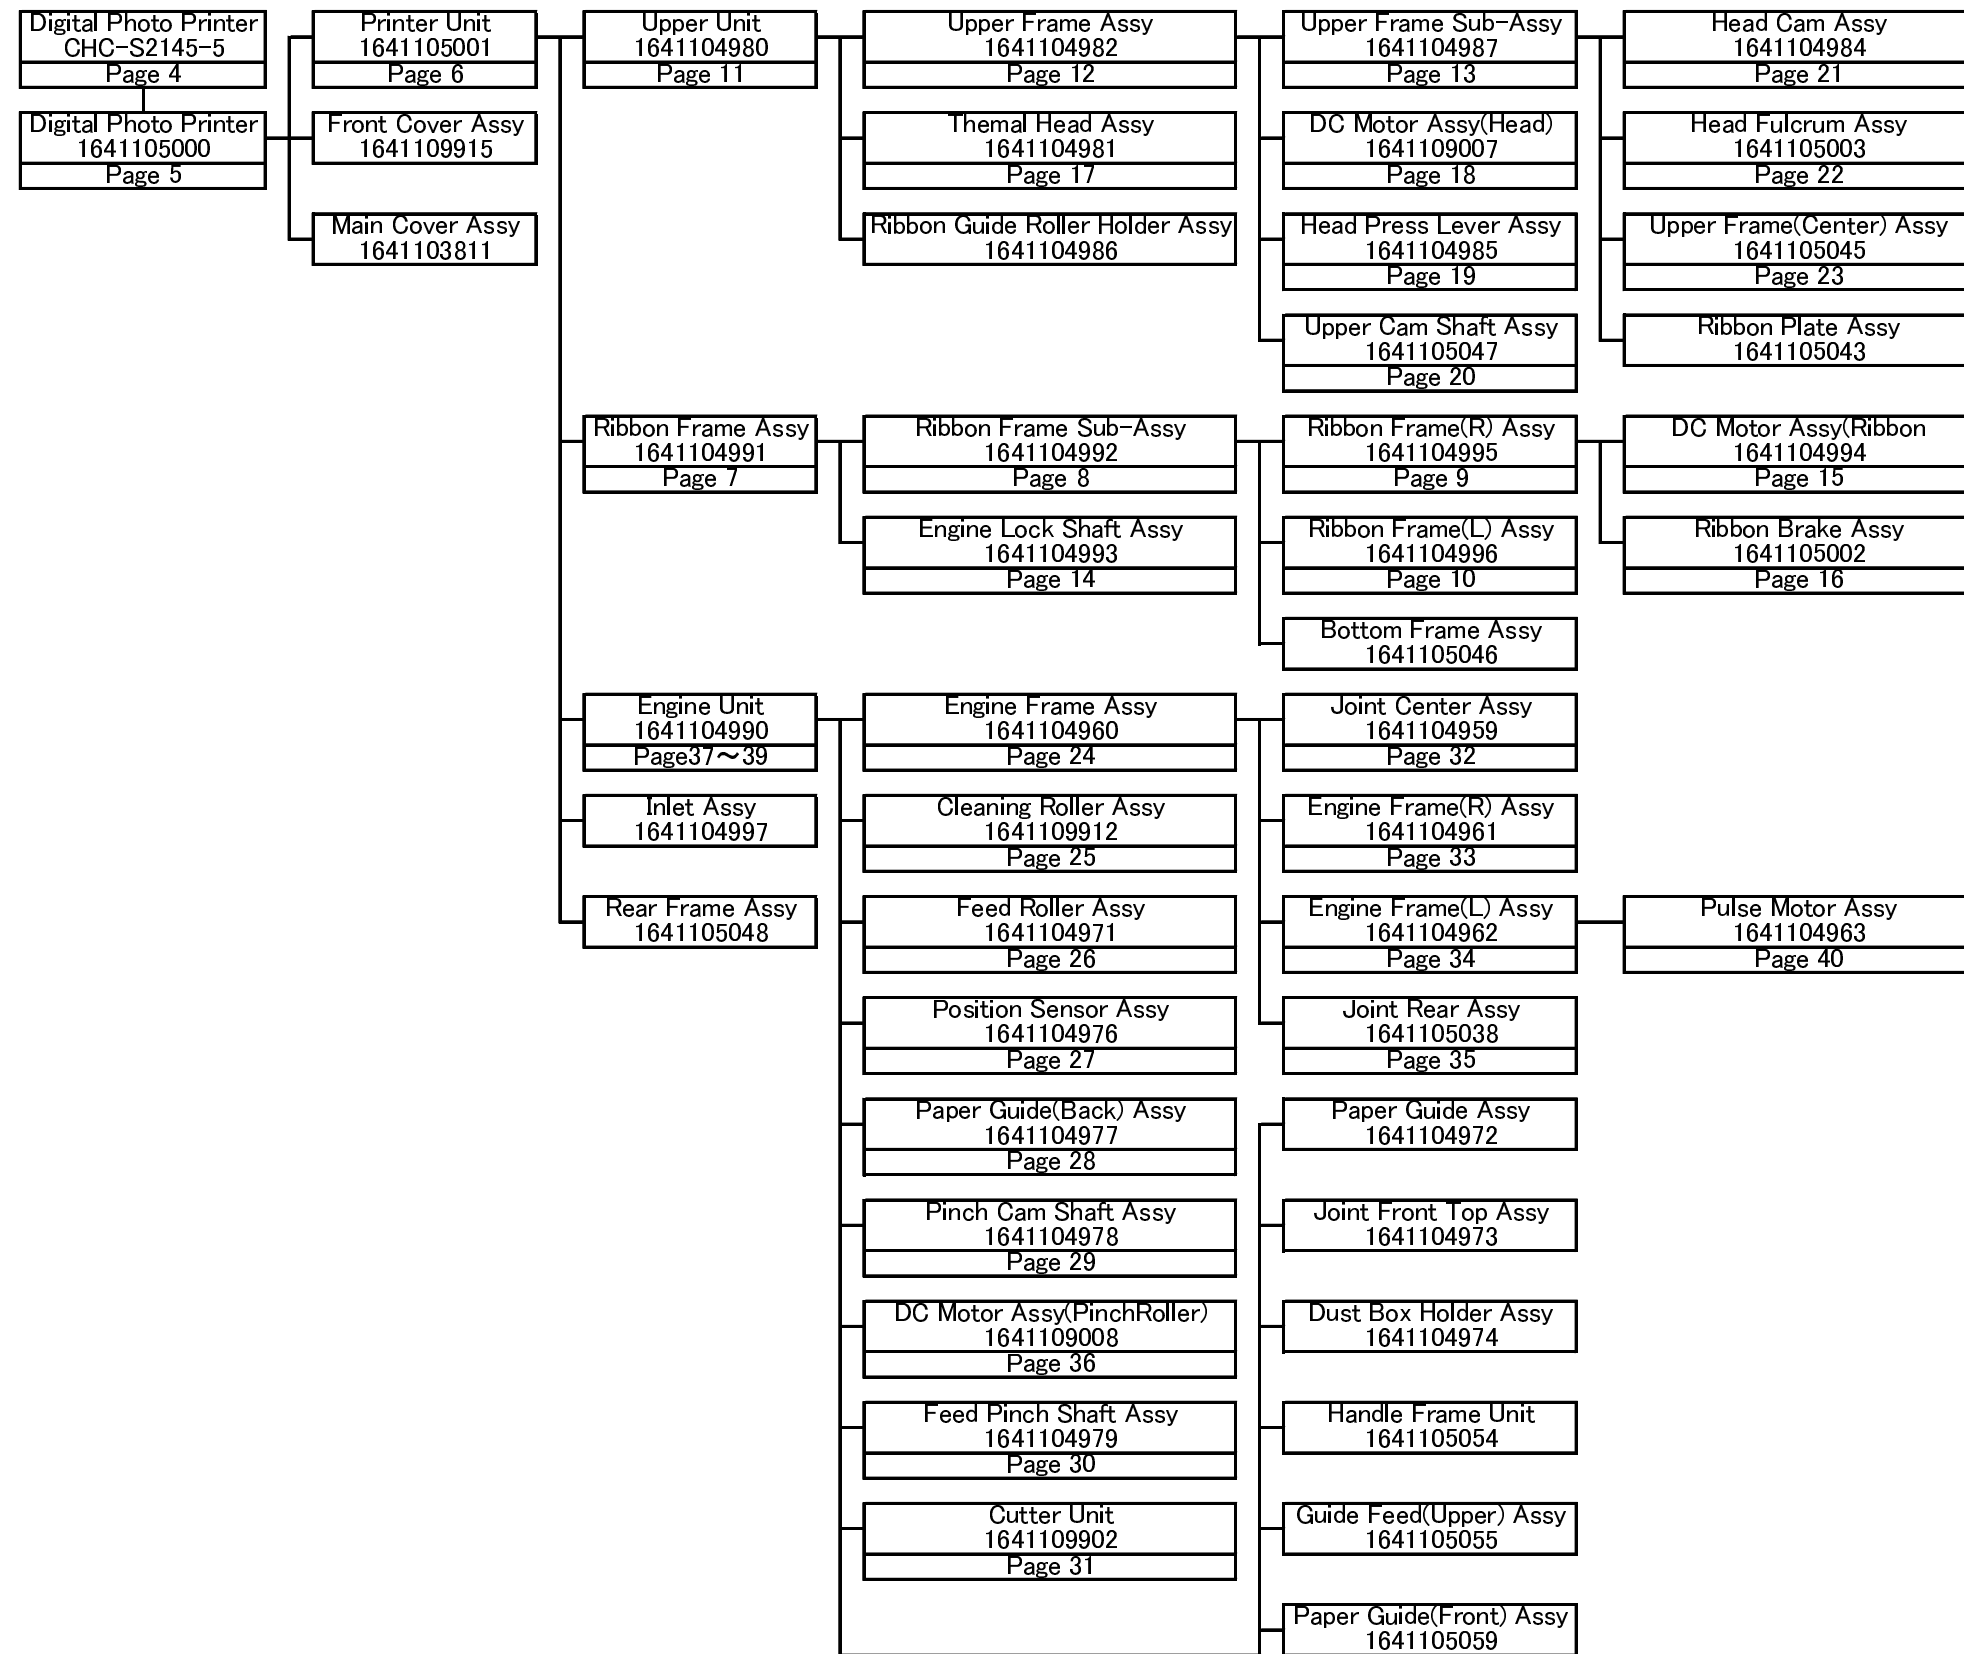 Digital Photo Printer
CHC-S2145-5
Page 4
Digital Photo Printer
1641105000
Page 5
Printer Unit
1641105001
Page 6
Front Cover Assy
1641109915
Main Cover Assy
1641103811
Upper Unit
1641104980
Page 11
Ribbon Frame Assy
1641104991
Page 7
Engine Unit
1641104990
Page37～39
Inlet Assy
1641104997
Rear Frame Assy
1641105048
Upper Frame Assy
1641104982
Page 12
Themal Head Assy
1641104981
Page 17
Ribbon Guide Roller Holder Assy
1641104986
Ribbon Frame Sub-Assy
1641104992
Page 8
Engine Lock Shaft Assy
1641104993
Page 14
Engine Frame Assy
1641104960
Page 24
Cleaning Roller Assy
1641109912
Page 25
Feed Roller Assy
1641104971
Page 26
Position Sensor Assy
1641104976
Page 27
Paper Guide(Back) Assy
1641104977
Page 28
Pinch Cam Shaft Assy
1641104978
Page 29
DC Motor Assy(PinchRoller)
1641109008
Page 36
Feed Pinch Shaft Assy
1641104979
Page 30
Cutter Unit
1641109902
Page 31
Upper Frame Sub-Assy
1641104987
Page 13
DC Motor Assy(Head)
1641109007
Page 18
Head Press Lever Assy
1641104985
Page 19
Upper Cam Shaft Assy
1641105047
Page 20
Ribbon Frame(R) Assy
1641104995
Page 9
Ribbon Frame(L) Assy
1641104996
Page 10
Bottom Frame Assy
1641105046
Joint Center Assy
1641104959
Page 32
Engine Frame(R) Assy
1641104961
Page 33
Engine Frame(L) Assy
1641104962
Page 34
Joint Rear Assy
1641105038
Page 35
Paper Guide Assy
1641104972
Joint Front Top Assy
1641104973
Dust Box Holder Assy
1641104974
Handle Frame Unit
1641105054
Guide Feed(Upper) Assy
1641105055
Paper Guide(Front) Assy
1641105059
Head Cam Assy
1641104984
Page 21
Head Fulcrum Assy
1641105003
Page 22
Upper Frame(Center) Assy
1641105045
Page 23
Ribbon Plate Assy
1641105043
DC Motor Assy(Ribbon
1641104994
Page 15
Ribbon Brake Assy
1641105002
Page 16
Pulse Motor Assy
1641104963
Page 40